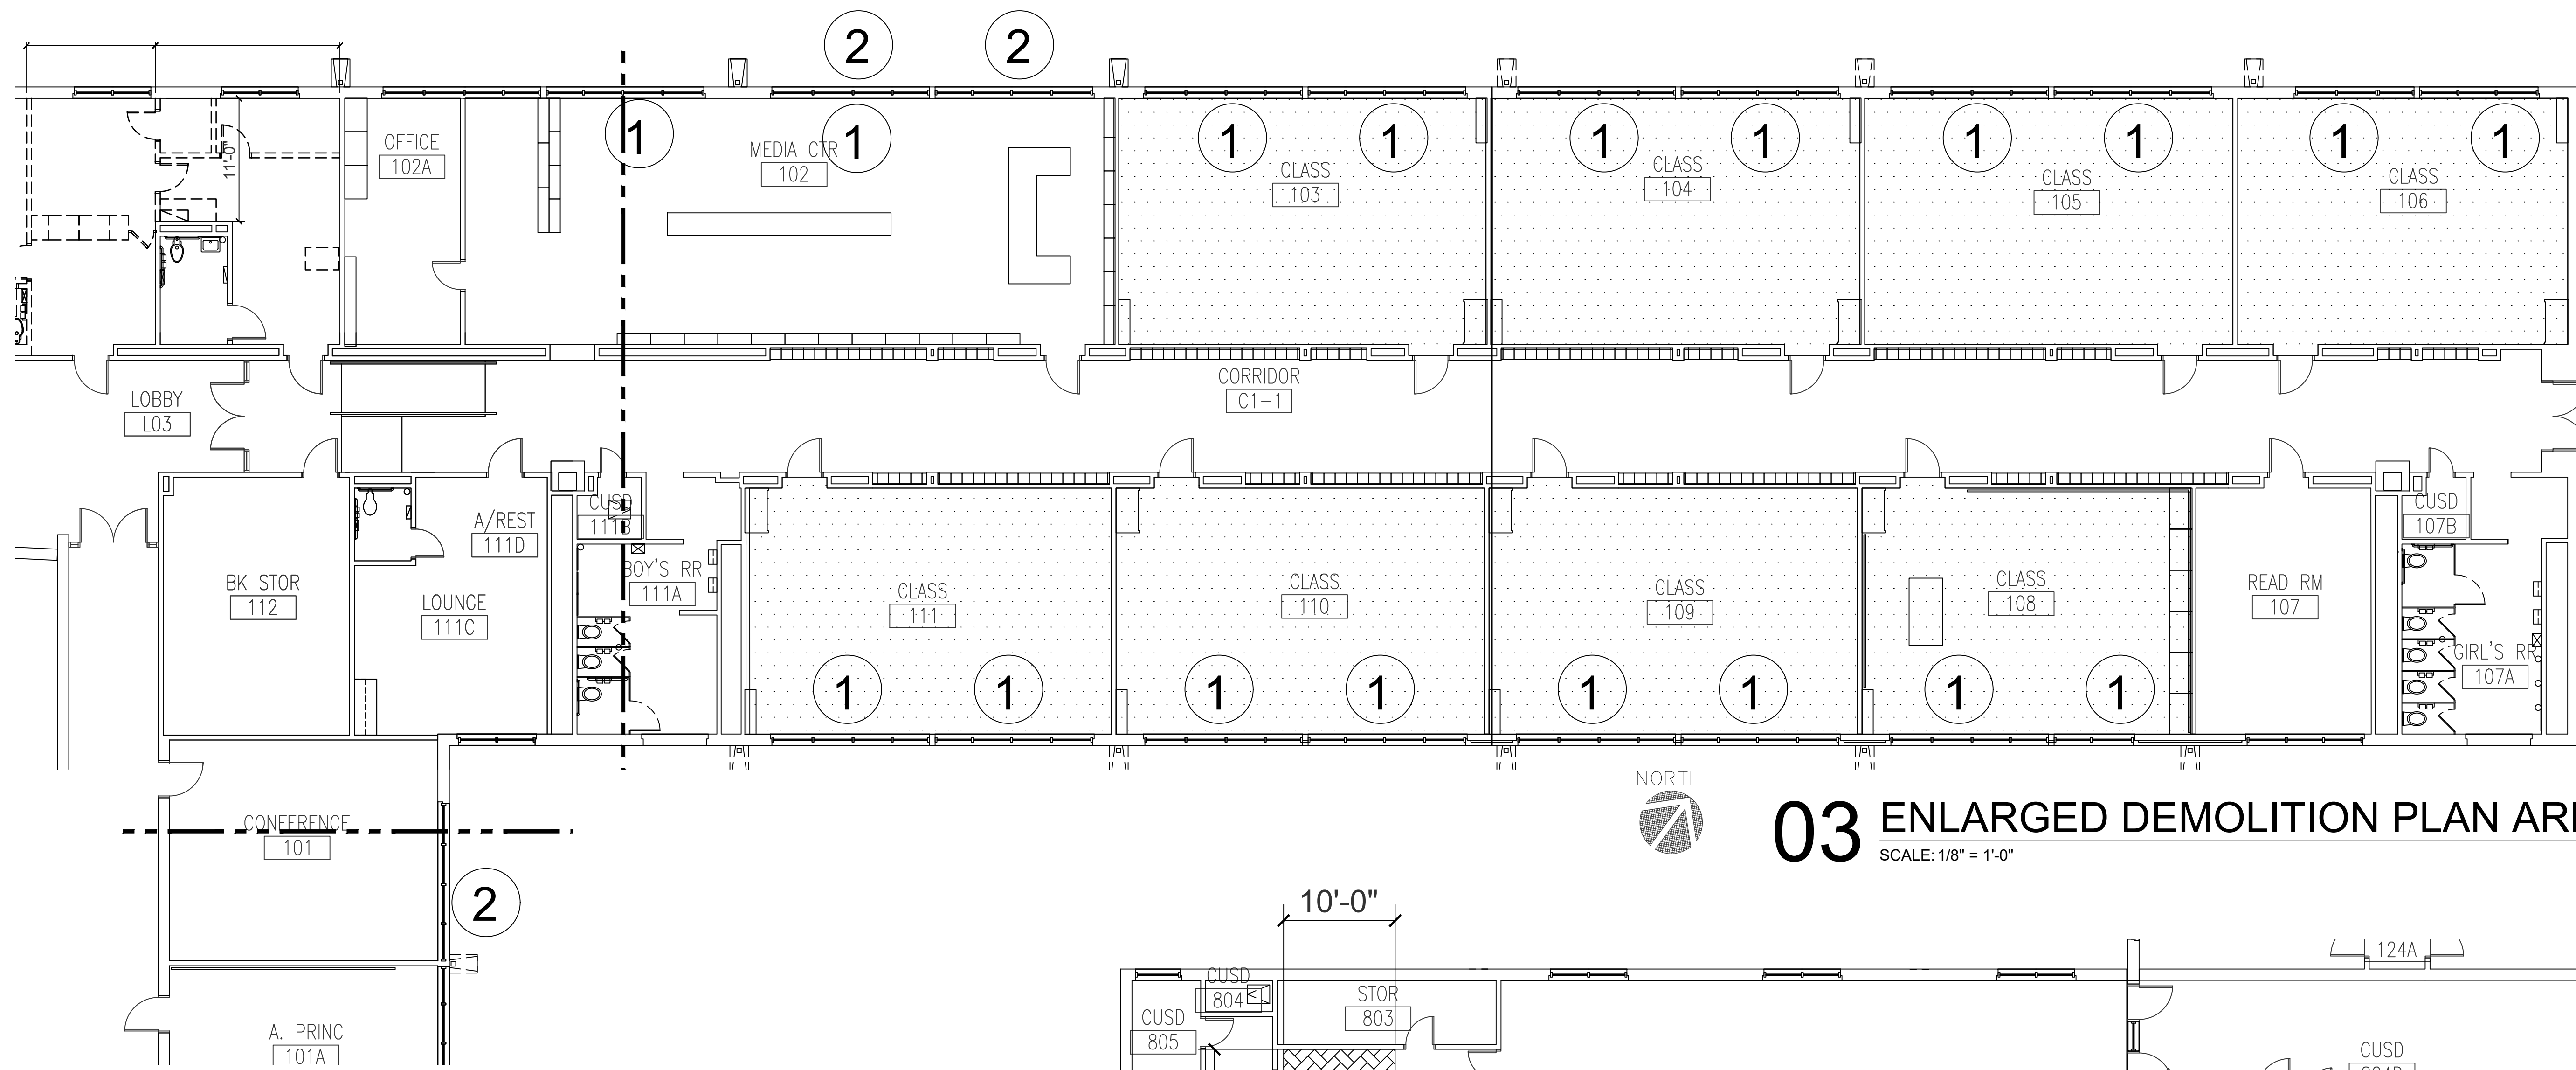 2
2
1
1
1
1
1
1
1
1
1
1
11'-0"
OFFICE
102A
MEDIA CTR
102
CLASS
103
CLASS
104
CLASS
105
CLASS
106
LOBBY
L03
CORRIDOR
C1-1
CUSD
111B
A/REST
111D
BK STOR
112
LOUNGE
111C
BOY'S RR
111A
CLASS
111
CLASS
110
CLASS
109
CLASS
108
READ RM
107
CUSD
107B
GIRL'S RR
107A
1
1
1
1
1
1
1
1
CONFERENCE
101
2
A. PRINC
101A
NORTH
03
ENLARGED DEMOLITION PLAN AR
SCALE: 1/8" = 1'-0"
10'-0"
CUSD
804
STOR
803
CUSD
805
124A
CUSD